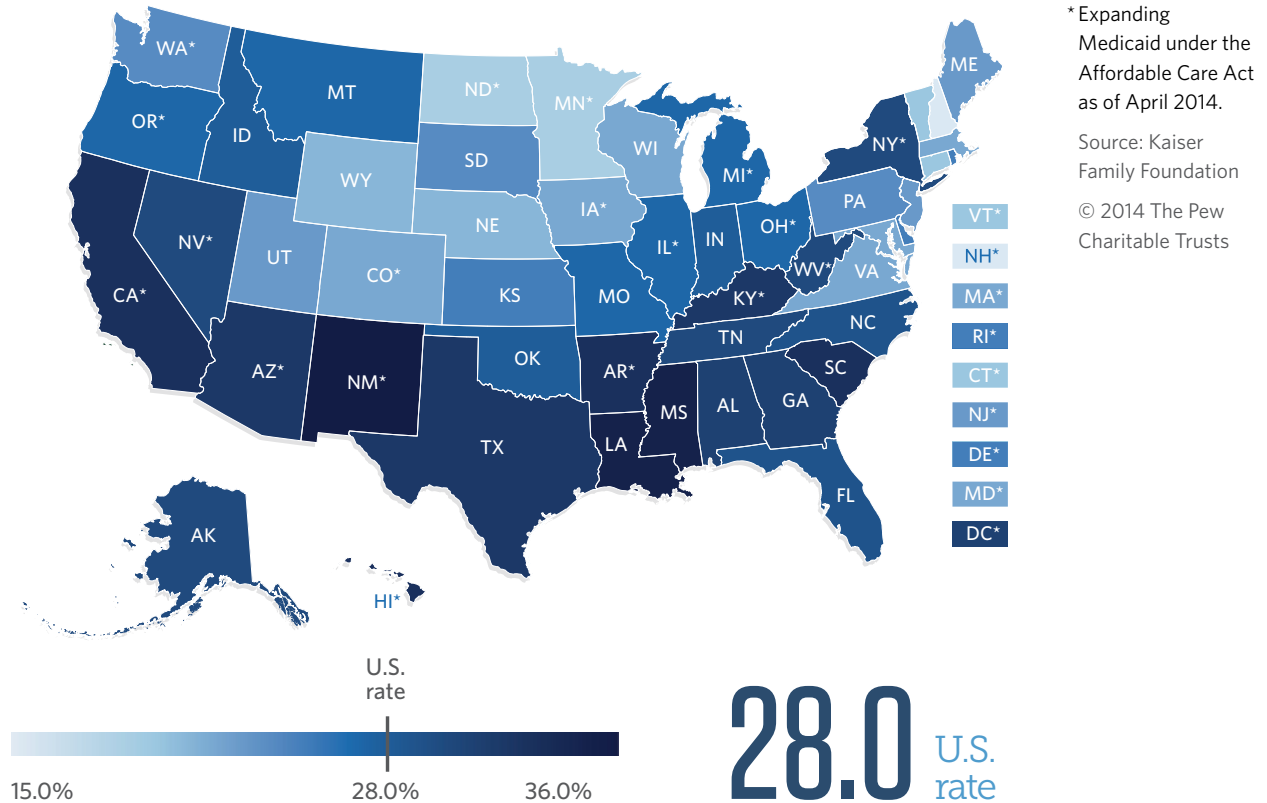 WA*
OR*
MT
ID
ND*
MN*
SD
WY
WI
MI*
NY*
ME
IA*
NE
PA
NV*
UT
CO*
IL*
IN
OH*
WV*
VA
CA*
KS
MO
KY*
NC
TN
AZ*
NM*
OK
AR*
SC
MS
AL
GA
TX
LA
FL
AK
HI*
VT*
NH*
MA*
RI*
CT*
NJ*
DE*
MD*
DC*
* Expanding
Medicaid under the
Affordable Care Act
as of April 2014.
Source: Kaiser
Family Foundation
© 2014 The Pew
Charitable Trusts
U.S.
rate
15.0%
28.0%
36.0%
28.0
U.S.
rate